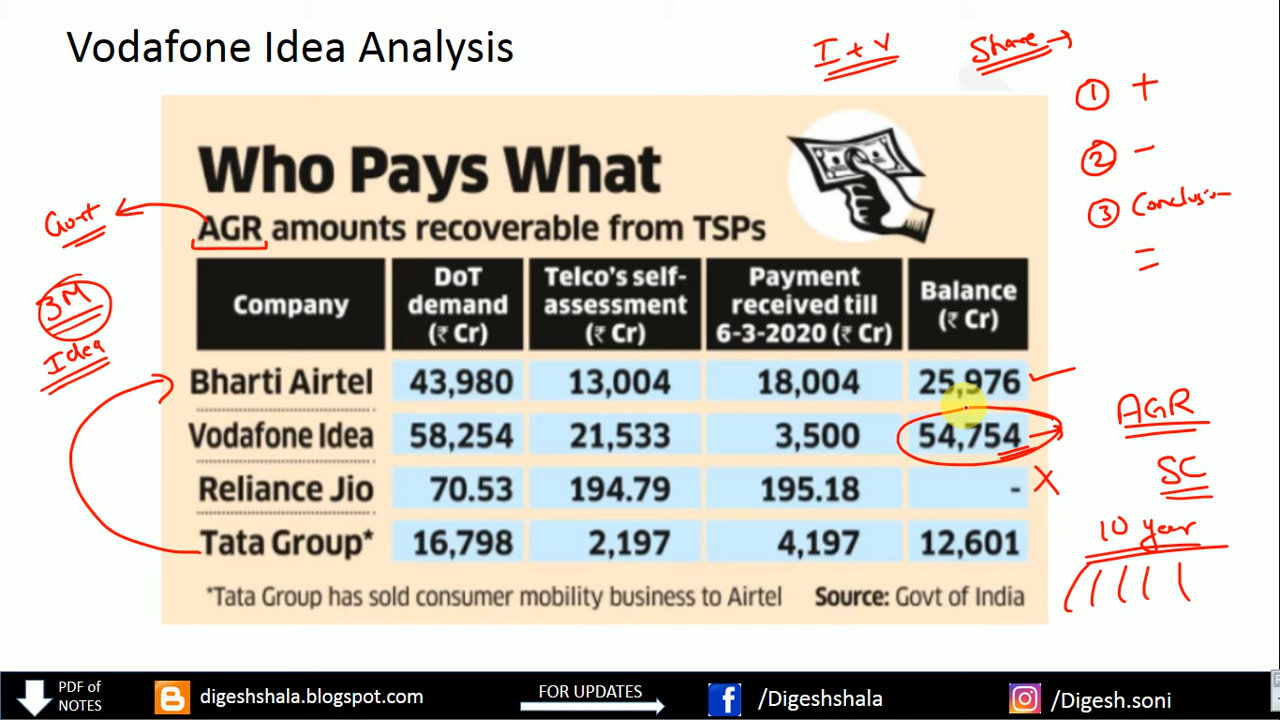 Vodafone Idea Analysis
I + V
Share →
① +
② -
③ Conclusion
=
Who Pays What
Govt
AGR amounts recoverable from TSPs
3M
Idea
Company
DoT demand (₹ Cr)
Telco's self-assessment (₹ Cr)
Payment received till 6-3-2020 (₹ Cr)
Balance (₹ Cr)
Bharti Airtel 43,980 13,004 18,004 25,976
Vodafone Idea 58,254 21,533 3,500 54,754
Reliance Jio 70.53 194.79 195.18 -
Tata Group* 16,798 2,197 4,197 12,601
AGR
SC
10 year
*Tata Group has sold consumer mobility business to Airtel Source: Govt of India
PDF of
NOTES
digeshshala.blogspot.com
FOR UPDATES
/Digeshshala
/Digesh.soni